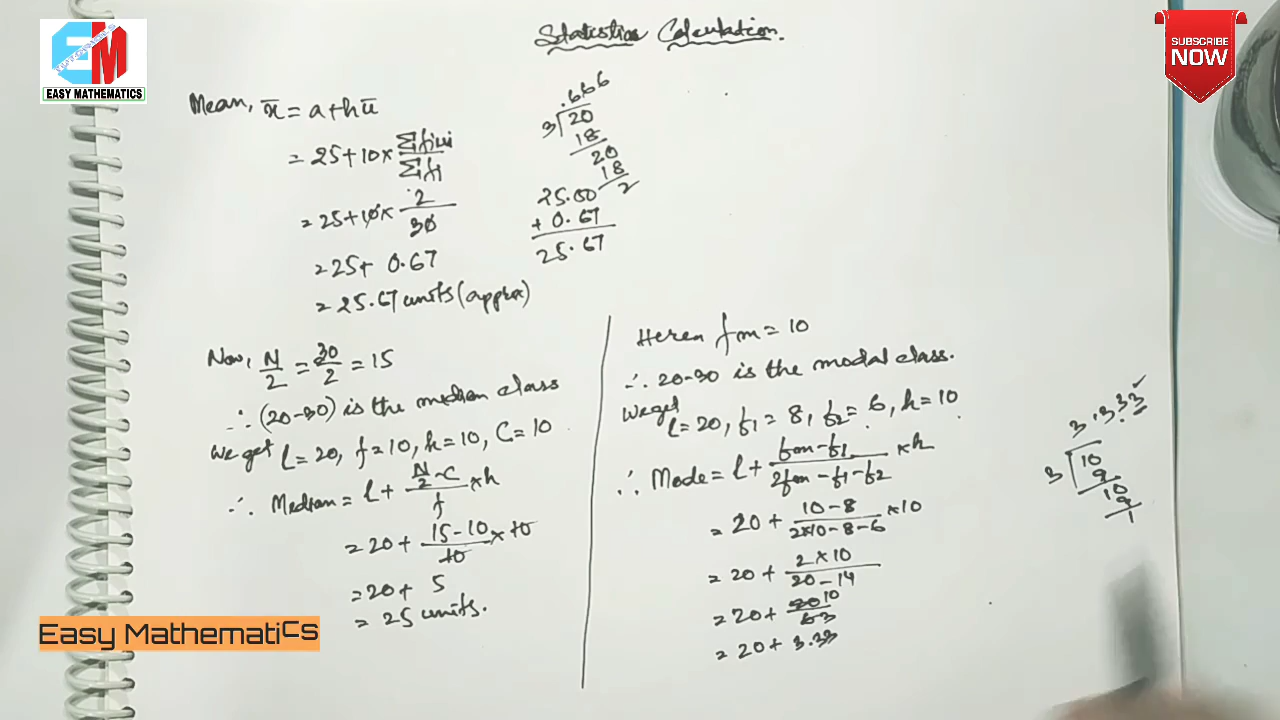 Statistics Calculation.
EM
EASY MATHEMATICS
SUBSCRIBE
NOW
Mean, x̄ = a+hū
= 25+10× Σfiui/Σfi
= 25+10× 2/30
= 25+ 0.67
= 25.67 units (approx)
.666
3√20
18
20
18
2
25.00
+ 0.67
25.67
Now, N/2 = 30/2 = 15
∴ (20-30) is the median class
We get l = 20, f = 10, h = 10, C = 10
∴ Median = l + (N/2 - C)/f × h
= 20 + (15-10)/10 × 10
= 20 + 5
= 25 units.
Here, fm = 10
∴ 20-30 is the modal class.
We get l = 20, f1 = 8, f2 = 6, h = 10
∴ Mode = l + (fm - f1)/(2fm - f1 - f2) × h
= 20 + (10-8)/(2×10-8-6) ×10
= 20 + (2×10)/(20-14)
= 20 + 20 10/6 3
= 20 + 3.33
3.333
3√10
9
10
9
1
Easy Mathematics